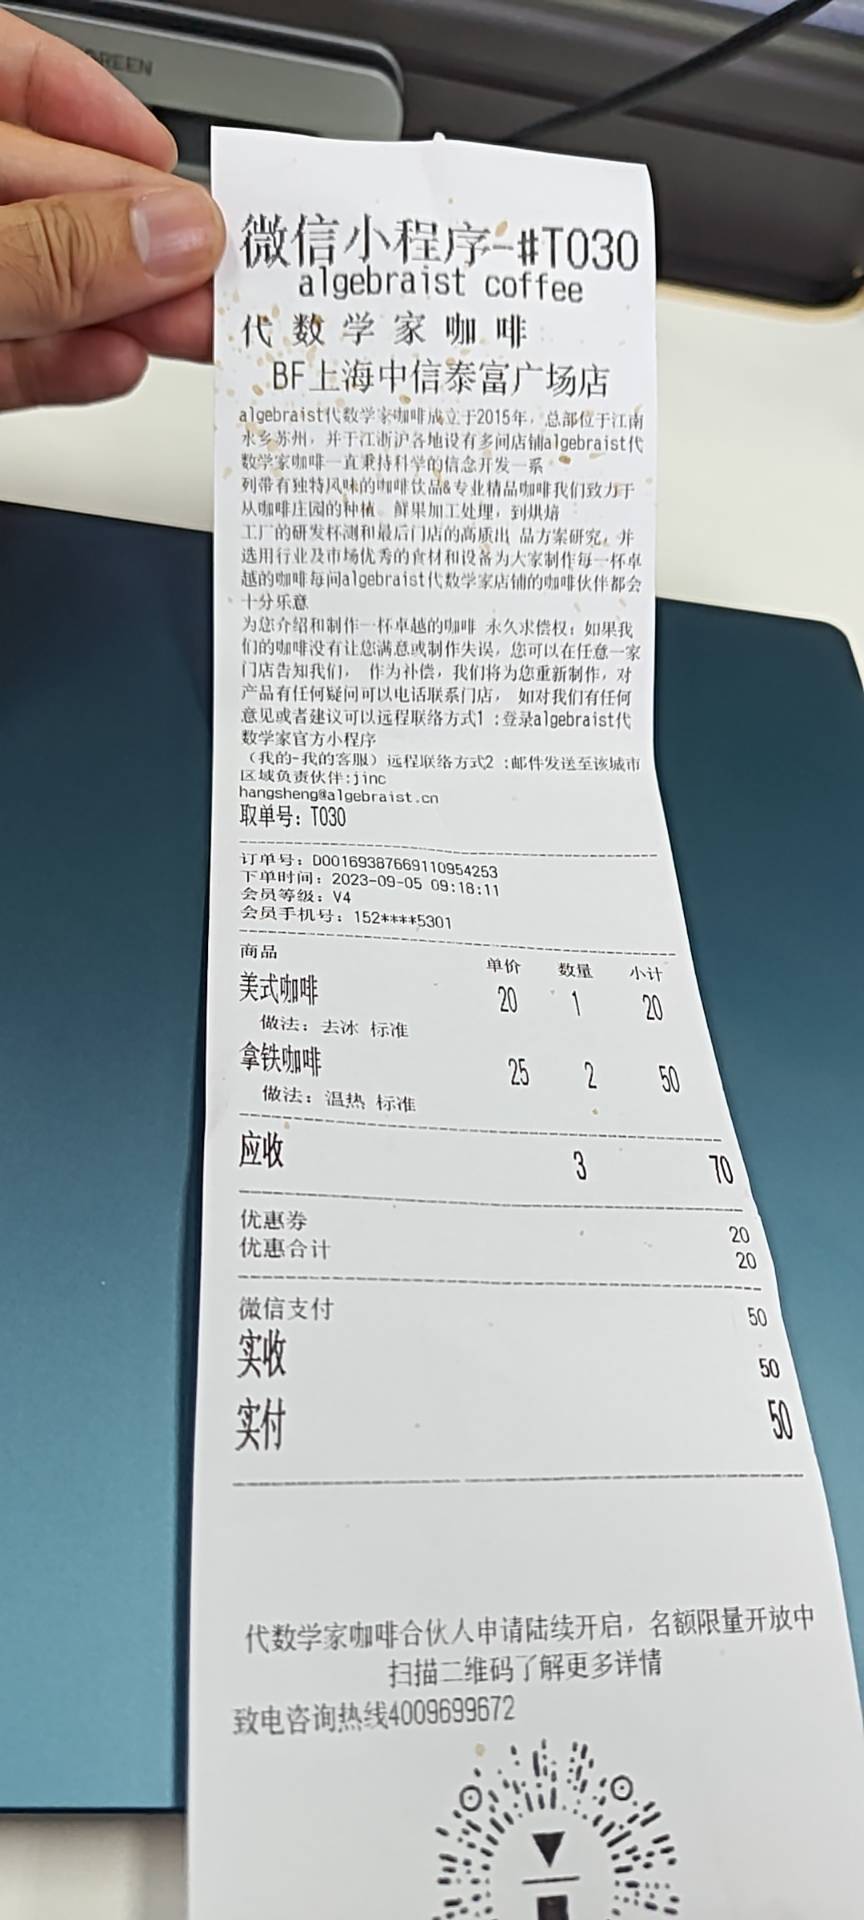 REEN
微信小程序-#T030
algebraist coffee
代数学家咖啡
BF上海中信泰富广场店
algebraist代数学家咖啡成立于2015年，总部位于江南
水乡苏州，并于江浙沪各地设有多间店铺algebraist代
数学家咖啡一直秉持科学的信念开发一系
列带有独特风味的咖啡饮品&专业精品咖啡我们致力于
从咖啡庄园的种植 鲜果加工处理，到烘焙
工厂的研发杯测和最后门店的高质出 品方案研究，并
选用行业及市场优秀的食材和设备为大家制作每一杯卓
越的咖啡每间algebraist代数学家店铺的咖啡伙伴都会
十分乐意
为您介绍和制作一杯卓越的咖啡 永久求偿权：如果我
们的咖啡没有让您满意或制作失误，您可以在任意一家
门店告知我们， 作为补偿，我们将为您重新制作，对
产品有任何疑问可以电话联系门店， 如对我们有任何
意见或者建议可以远程联络方式1 :登录algebraist代
数学家官方小程序
（我的-我的客服）远程联络方式2 :邮件发送至该城市
区域负责伙伴:jinc
hangsheng@algebraist.cn
取单号：T030
订单号：D00169387669110954253
下单时间：2023-09-05 09:18:11
会员等级：V4
会员手机号：152****5301
商品 单价 数量 小计
美式咖啡 20 1 20
做法：去冰 标准
拿铁咖啡 25 2 50
做法：温热 标准
应收 3 70
优惠券 20
优惠合计 20
微信支付 50
实收 50
实付 50
代数学家咖啡合伙人申请陆续开启，名额限量开放中
扫描二维码了解更多详情
致电咨询热线4009699672